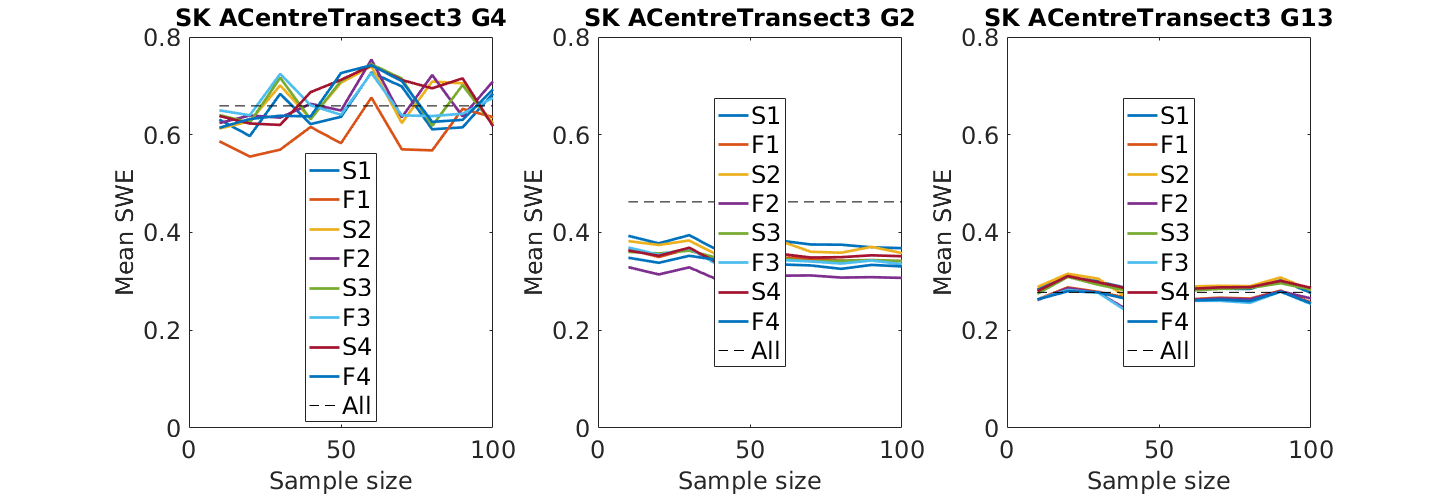 SK ACentreTransect3 G4
0.8
0.6
0.4
0.2
0
0
50
100
Mean SWE
Sample size
S1
F1
S2
F2
S3
F3
S4
F4
All
SK ACentreTransect3 G2
0.8
0.6
0.4
0.2
0
0
50
100
Mean SWE
Sample size
S1
F1
S2
F2
S3
F3
S4
F4
All
SK ACentreTransect3 G13
0.8
0.6
0.4
0.2
0
0
50
100
Mean SWE
Sample size
S1
F1
S2
F2
S3
F3
S4
F4
All